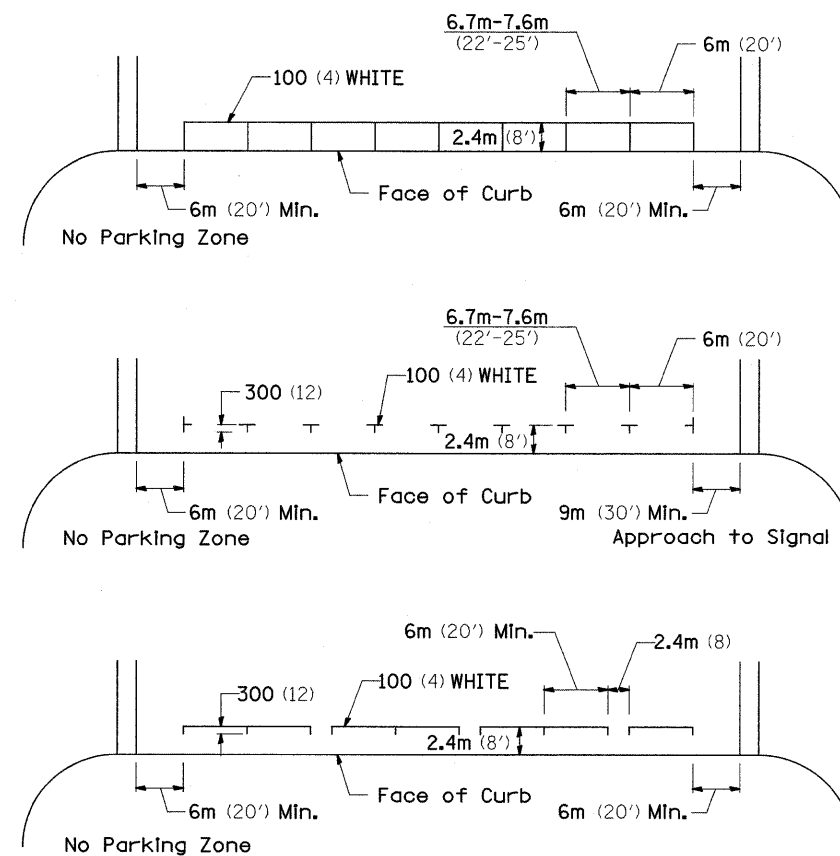 6.7m-7.6m
(22'-25')
6m (20')
100 (4) WHITE
2.4m (8')
Face of Curb
6m (20') Min.
6m (20') Min.
No Parking Zone
6.7m-7.6m
(22'-25')
6m (20')
300 (12)
100 (4) WHITE
2.4m (8')
Face of Curb
6m (20') Min.
9m (30') Min.
No Parking Zone
Approach to Signal
6m (20') Min.
2.4m (8)
300 (12)
100 (4) WHITE
2.4m (8')
Face of Curb
6m (20') Min.
6m (20') Min.
No Parking Zone